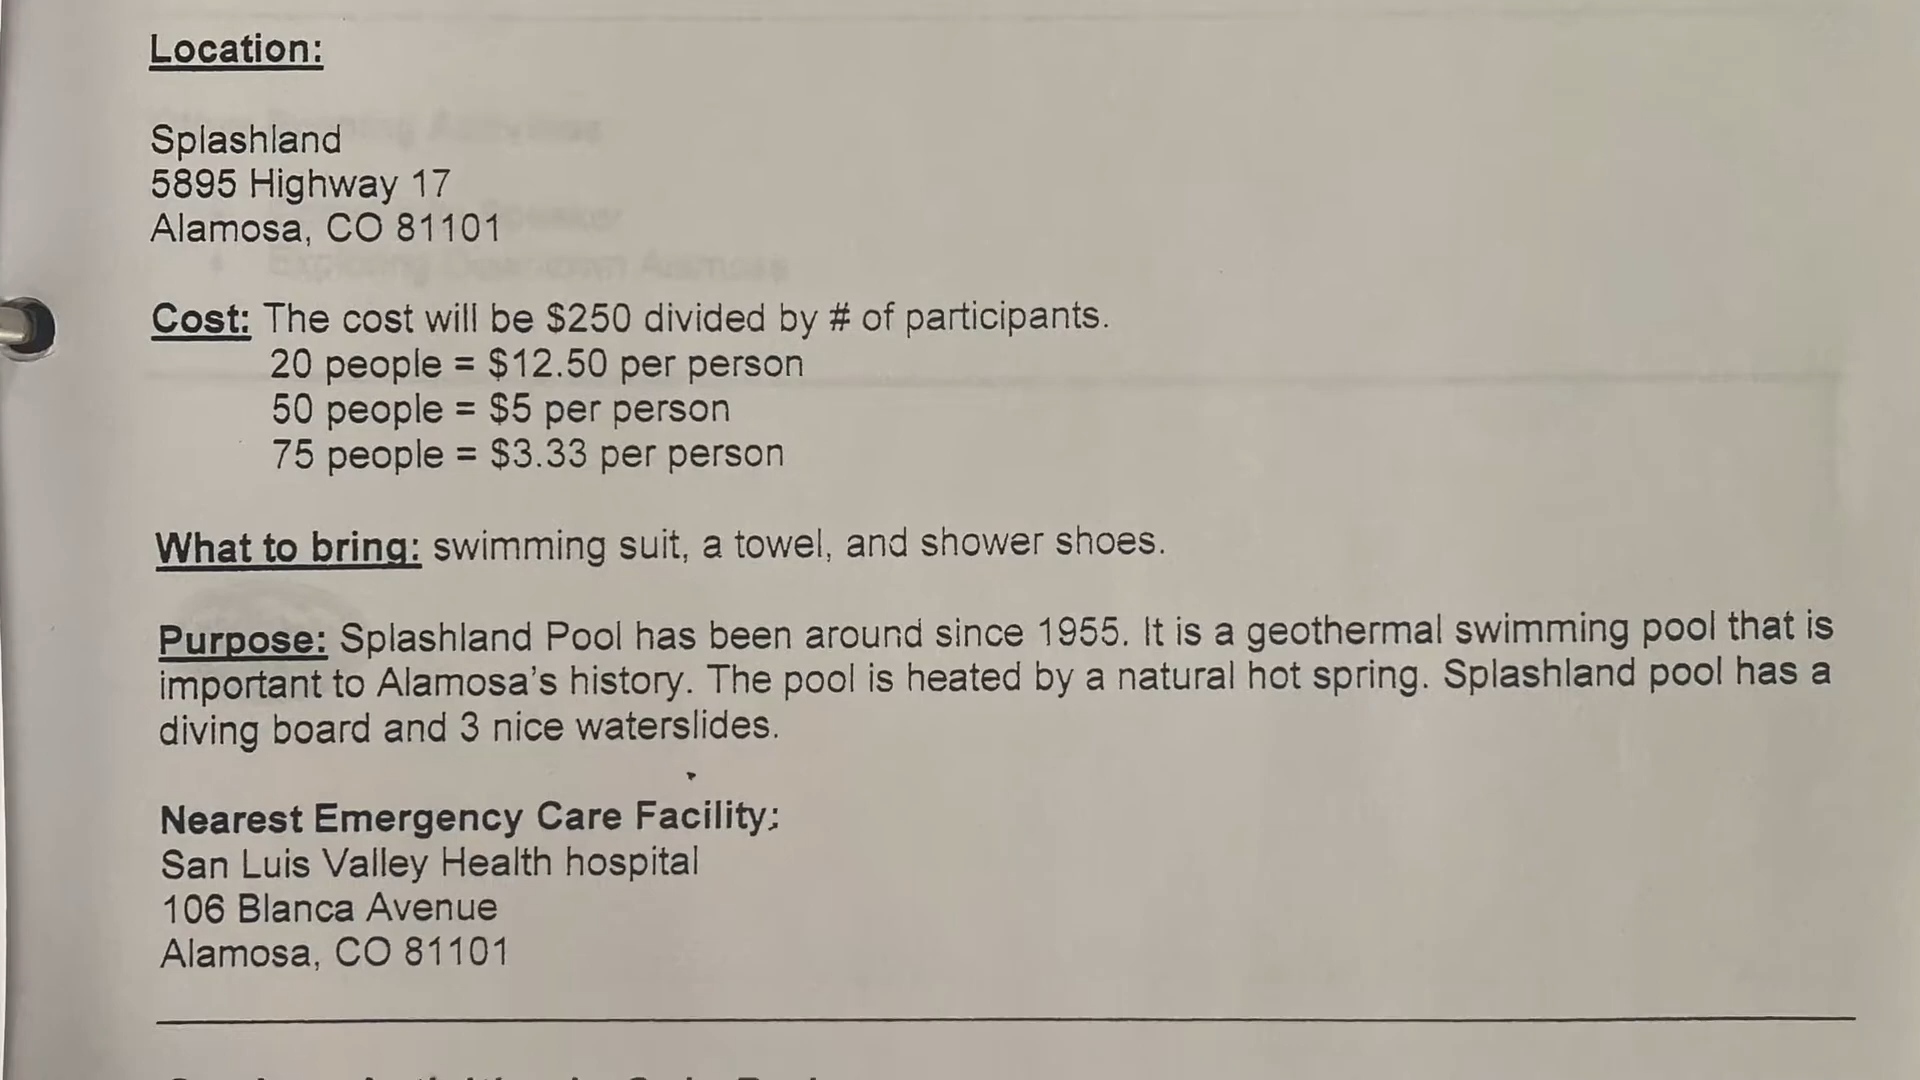 Location:
Splashland
5895 Highway 17
Alamosa, CO 81101
Cost: The cost will be $250 divided by # of participants.
20 people = $12.50 per person
50 people = $5 per person
75 people = $3.33 per person
What to bring: swimming suit, a towel, and shower shoes.
Purpose: Splashland Pool has been around since 1955. It is a geothermal swimming pool that is
important to Alamosa's history. The pool is heated by a natural hot spring. Splashland pool has a
diving board and 3 nice waterslides.
Nearest Emergency Care Facility:
San Luis Valley Health hospital
106 Blanca Avenue
Alamosa, CO 81101